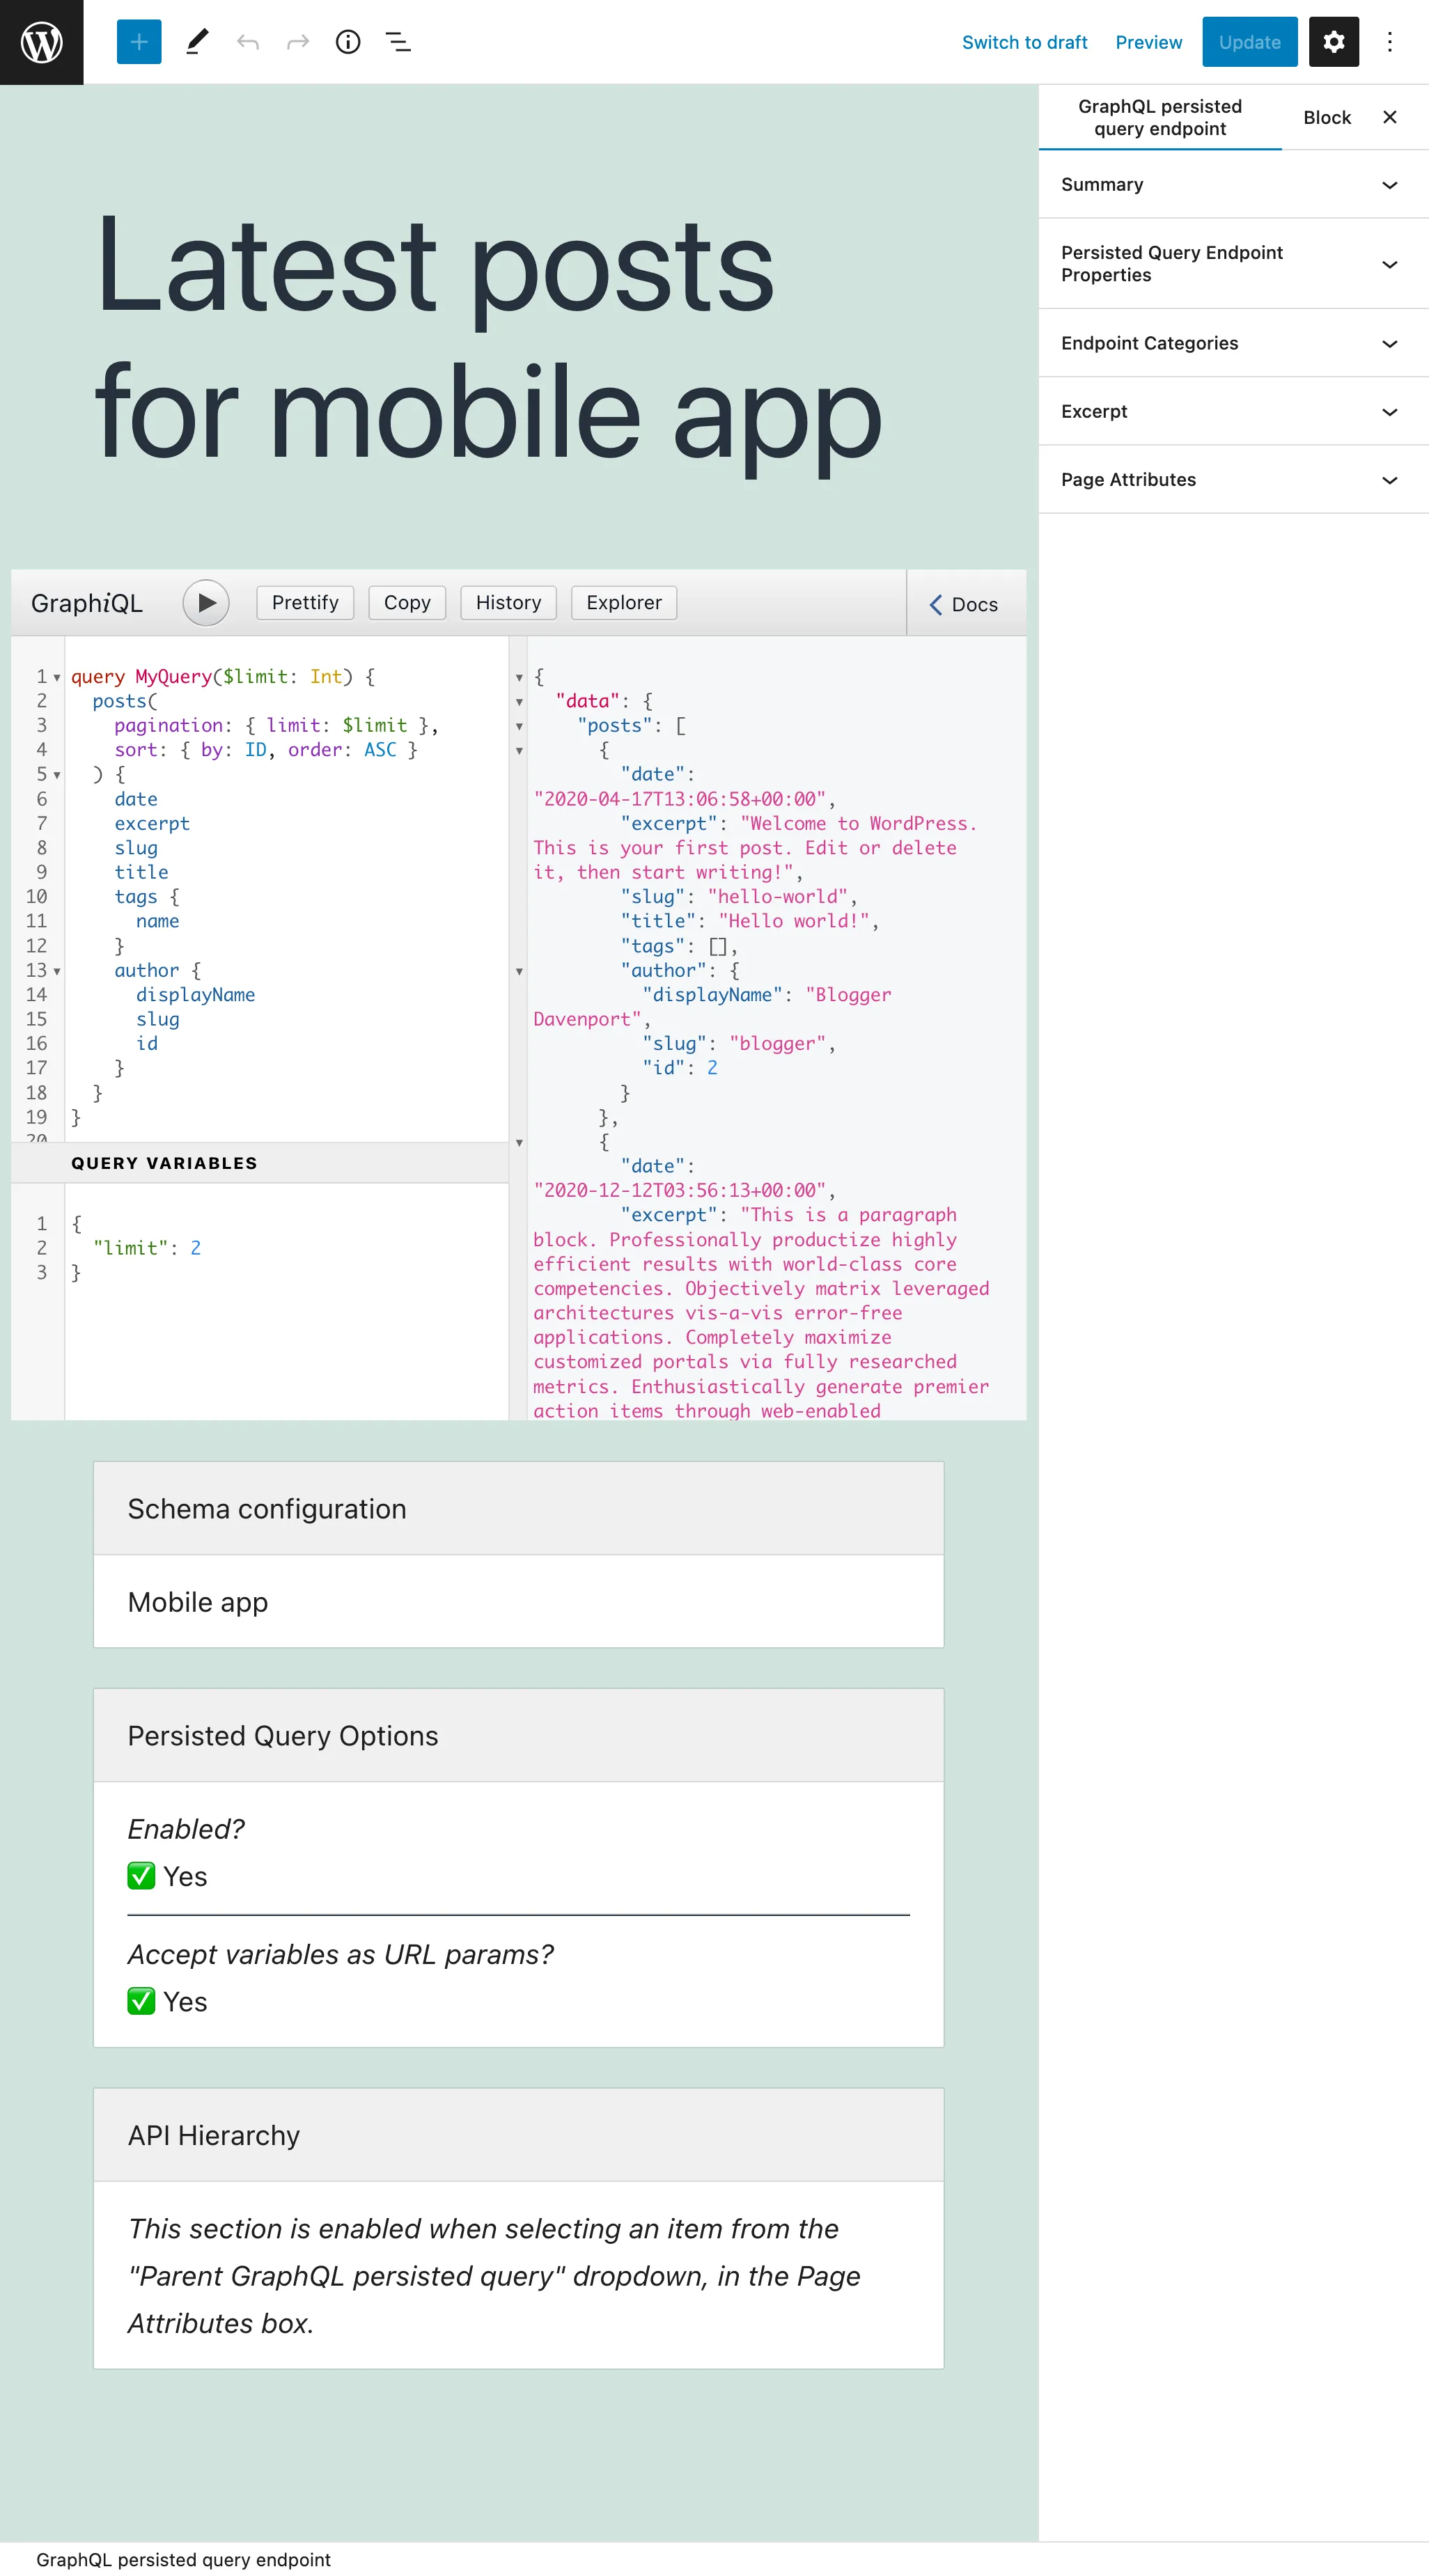 Switch to draft
Preview
Update
GraphQL persisted
query endpoint
Block
Summary
Persisted Query Endpoint
Properties
Endpoint Categories
Excerpt
Page Attributes
Latest posts
for mobile app
GraphiQL
Prettify
Copy
History
Explorer
Docs
1 query MyQuery($limit: Int) {
2 posts(
3 pagination: { limit: $limit },
4 sort: { by: ID, order: ASC }
5 ) {
6 date
7 excerpt
8 slug
9 title
10 tags {
11 name
12 }
13 author {
14 displayName
15 slug
16 id
17 }
18 }
19 }
20
QUERY VARIABLES
1 {
2 "limit": 2
3 }
{
"data": {
"posts": [
{
"date":
"2020-04-17T13:06:58+00:00",
"excerpt": "Welcome to WordPress.
This is your first post. Edit or delete
it, then start writing!",
"slug": "hello-world",
"title": "Hello world!",
"tags": [],
"author": {
"displayName": "Blogger
Davenport",
"slug": "blogger",
"id": 2
}
},
{
"date":
"2020-12-12T03:56:13+00:00",
"excerpt": "This is a paragraph
block. Professionally productize highly
efficient results with world-class core
competencies. Objectively matrix leveraged
architectures vis-a-vis error-free
applications. Completely maximize
customized portals via fully researched
metrics. Enthusiastically generate premier
action items through web-enabled
Schema configuration
Mobile app
Persisted Query Options
Enabled?
✅ Yes
Accept variables as URL params?
✅ Yes
API Hierarchy
This section is enabled when selecting an item from the
"Parent GraphQL persisted query" dropdown, in the Page
Attributes box.
GraphQL persisted query endpoint